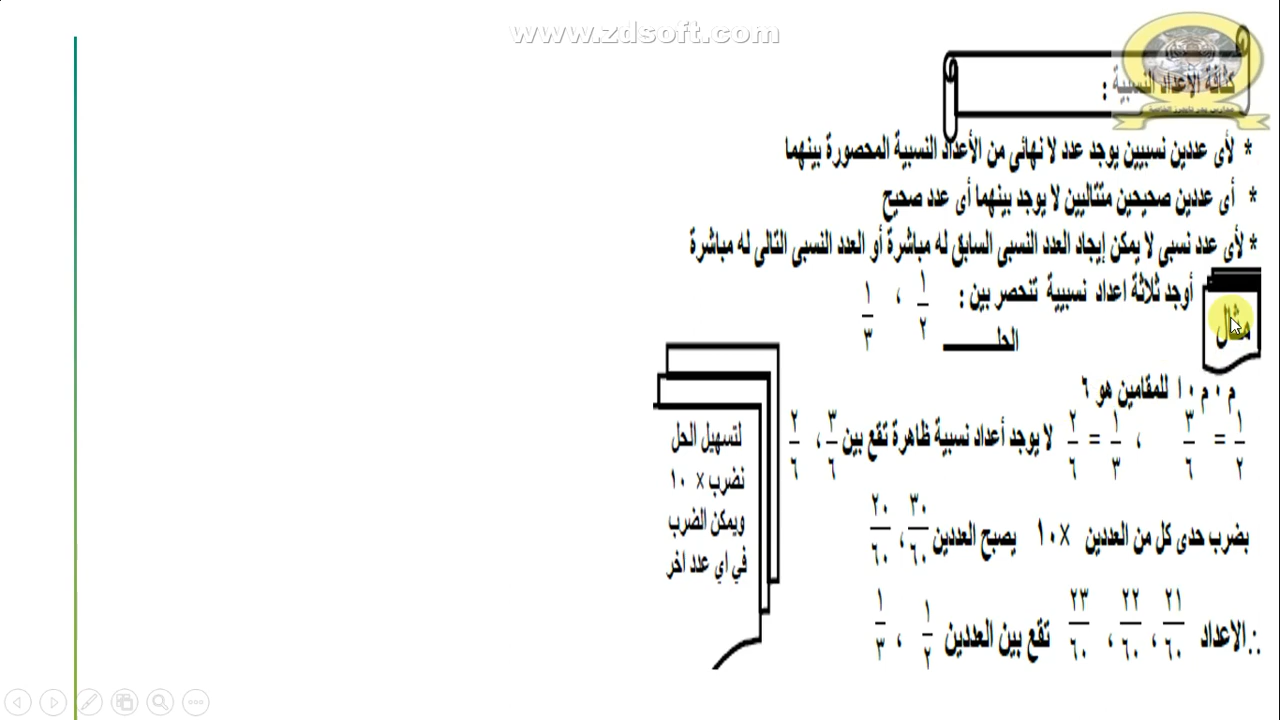 www.zdsoft.com
كثافة الاعداد النسبية :
* لأى عددين نسبيين يوجد عدد لا نهائى من الأعداد النسبية المحصورة بينهما
* أى عددين صحيحين متتاليين لا يوجد بينهما أى عدد صحيح
* لأى عدد نسبى لا يمكن إيجاد العدد النسبى السابق له مباشرة أو العدد النسبى التالى له مباشرة
مثال
أوجد ثلاثة اعداد نسبيية تنحصر بين : ١/٢ ، ١/٣
الحل
م ٠ م ٠ ا للمقامين هو ٦
١/٢ = ٣/٦ ، ١/٣ = ٢/٦ لا يوجد أعداد نسبية ظاهرة تقع بين ٣/٦ ، ٢/٦
بضرب حدى كل من العددين × ١٠ يصبح العددين ٣٠/٦٠ ، ٢٠/٦٠
∴ الاعداد ٢١/٦٠ ، ٢٢/٦٠ ، ٢٣/٦٠ تقع بين العددين ١/٢ ، ١/٣
لتسهيل الحل
نضرب × ١٠
ويمكن الضرب
في اي عدد اخر